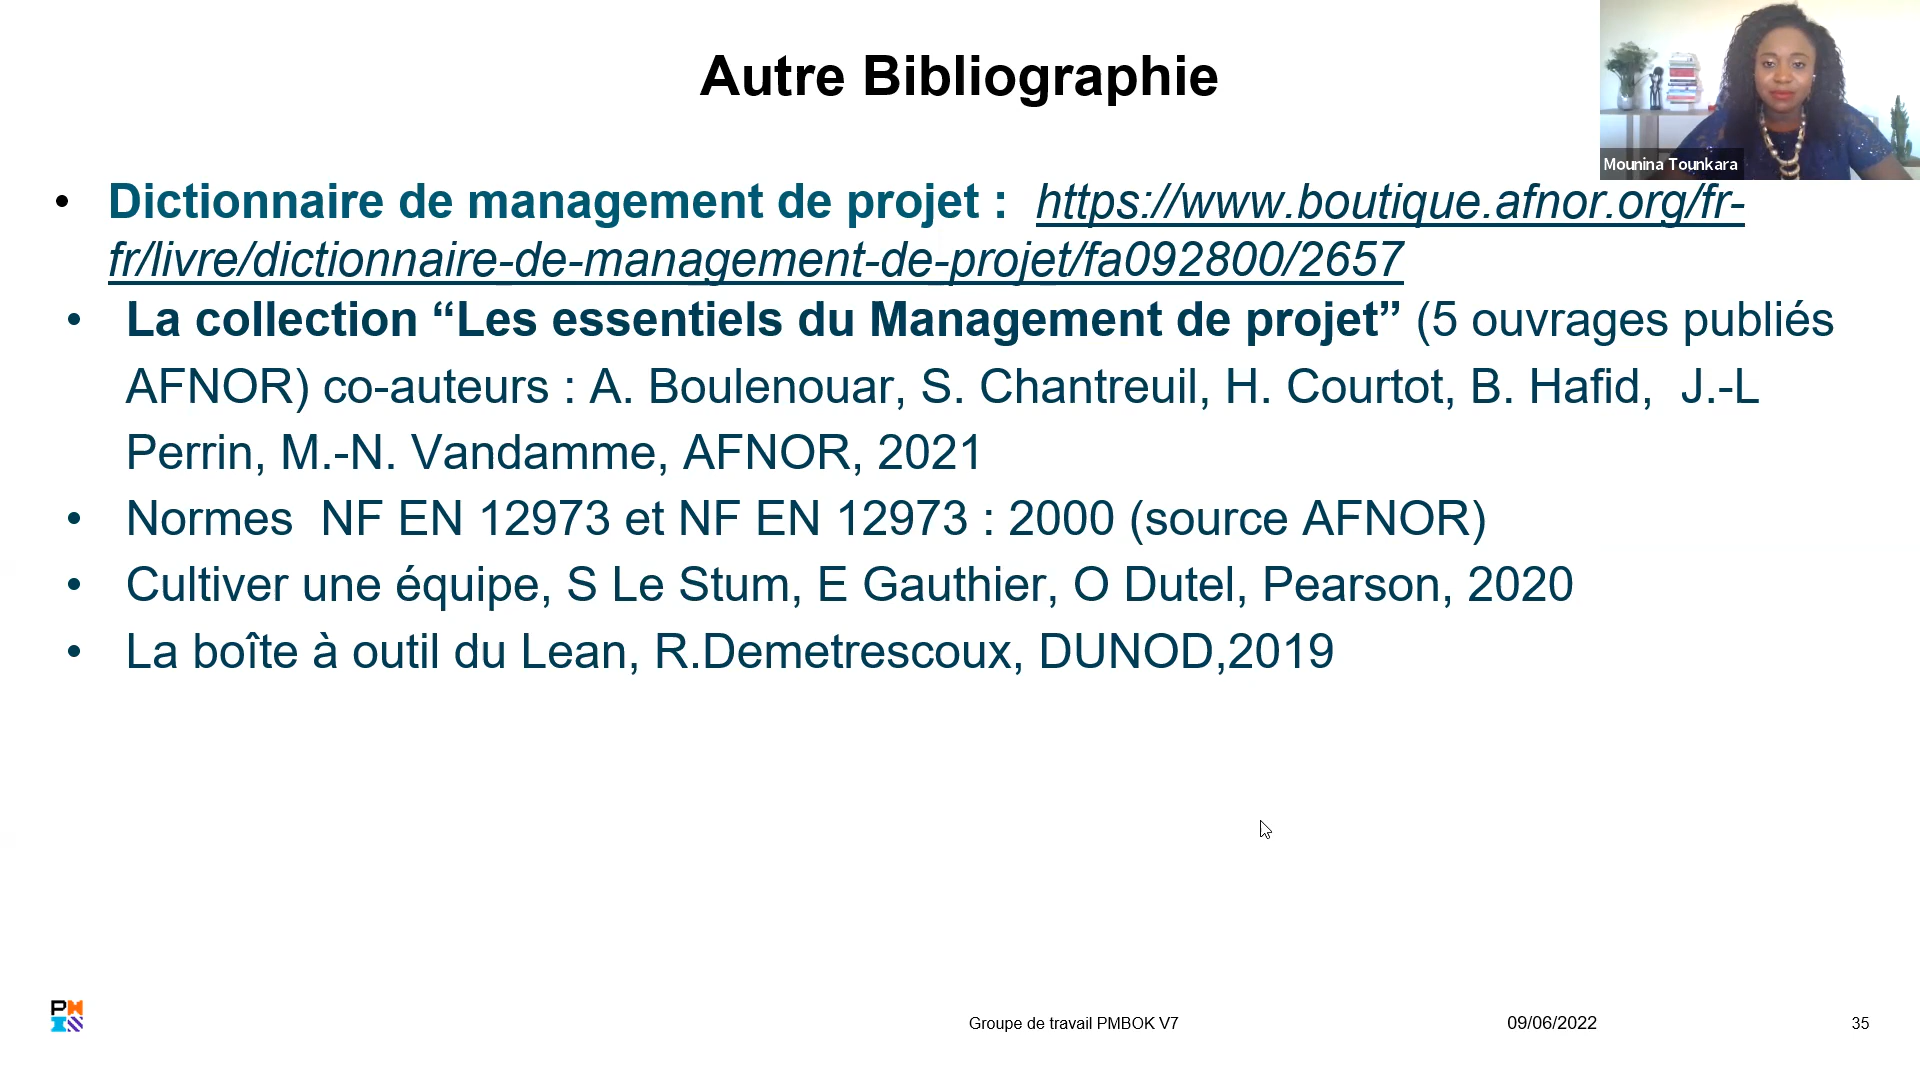 Autre Bibliographie
Mounina Tounkara
• Dictionnaire de management de projet : https://www.boutique.afnor.org/fr-
fr/livre/dictionnaire-de-management-de-projet/fa092800/2657
• La collection “Les essentiels du Management de projet” (5 ouvrages publiés
AFNOR) co-auteurs : A. Boulenouar, S. Chantreuil, H. Courtot, B. Hafid, J.-L
Perrin, M.-N. Vandamme, AFNOR, 2021
• Normes NF EN 12973 et NF EN 12973 : 2000 (source AFNOR)
• Cultiver une équipe, S Le Stum, E Gauthier, O Dutel, Pearson, 2020
• La boîte à outil du Lean, R.Demetrescoux, DUNOD,2019
Groupe de travail PMBOK V7
09/06/2022
35